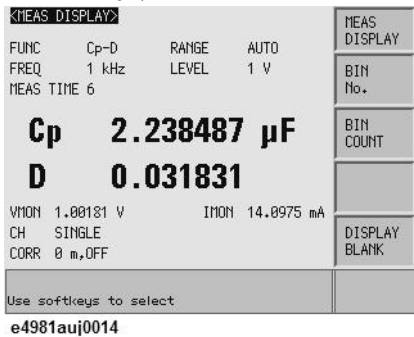 <MEAS DISPLAY>
FUNC Cp-D RANGE AUTO
FREQ 1 kHz LEVEL 1 V
MEAS TIME 6
Cp 2.238487 µF
D 0.031831
VMON 1.00181 V IMON 14.0975 mA
CH SINGLE
CORR 0 m,OFF
Use softkeys to select
MEAS
DISPLAY
BIN
No.
BIN
COUNT
DISPLAY
BLANK
e4981auj0014